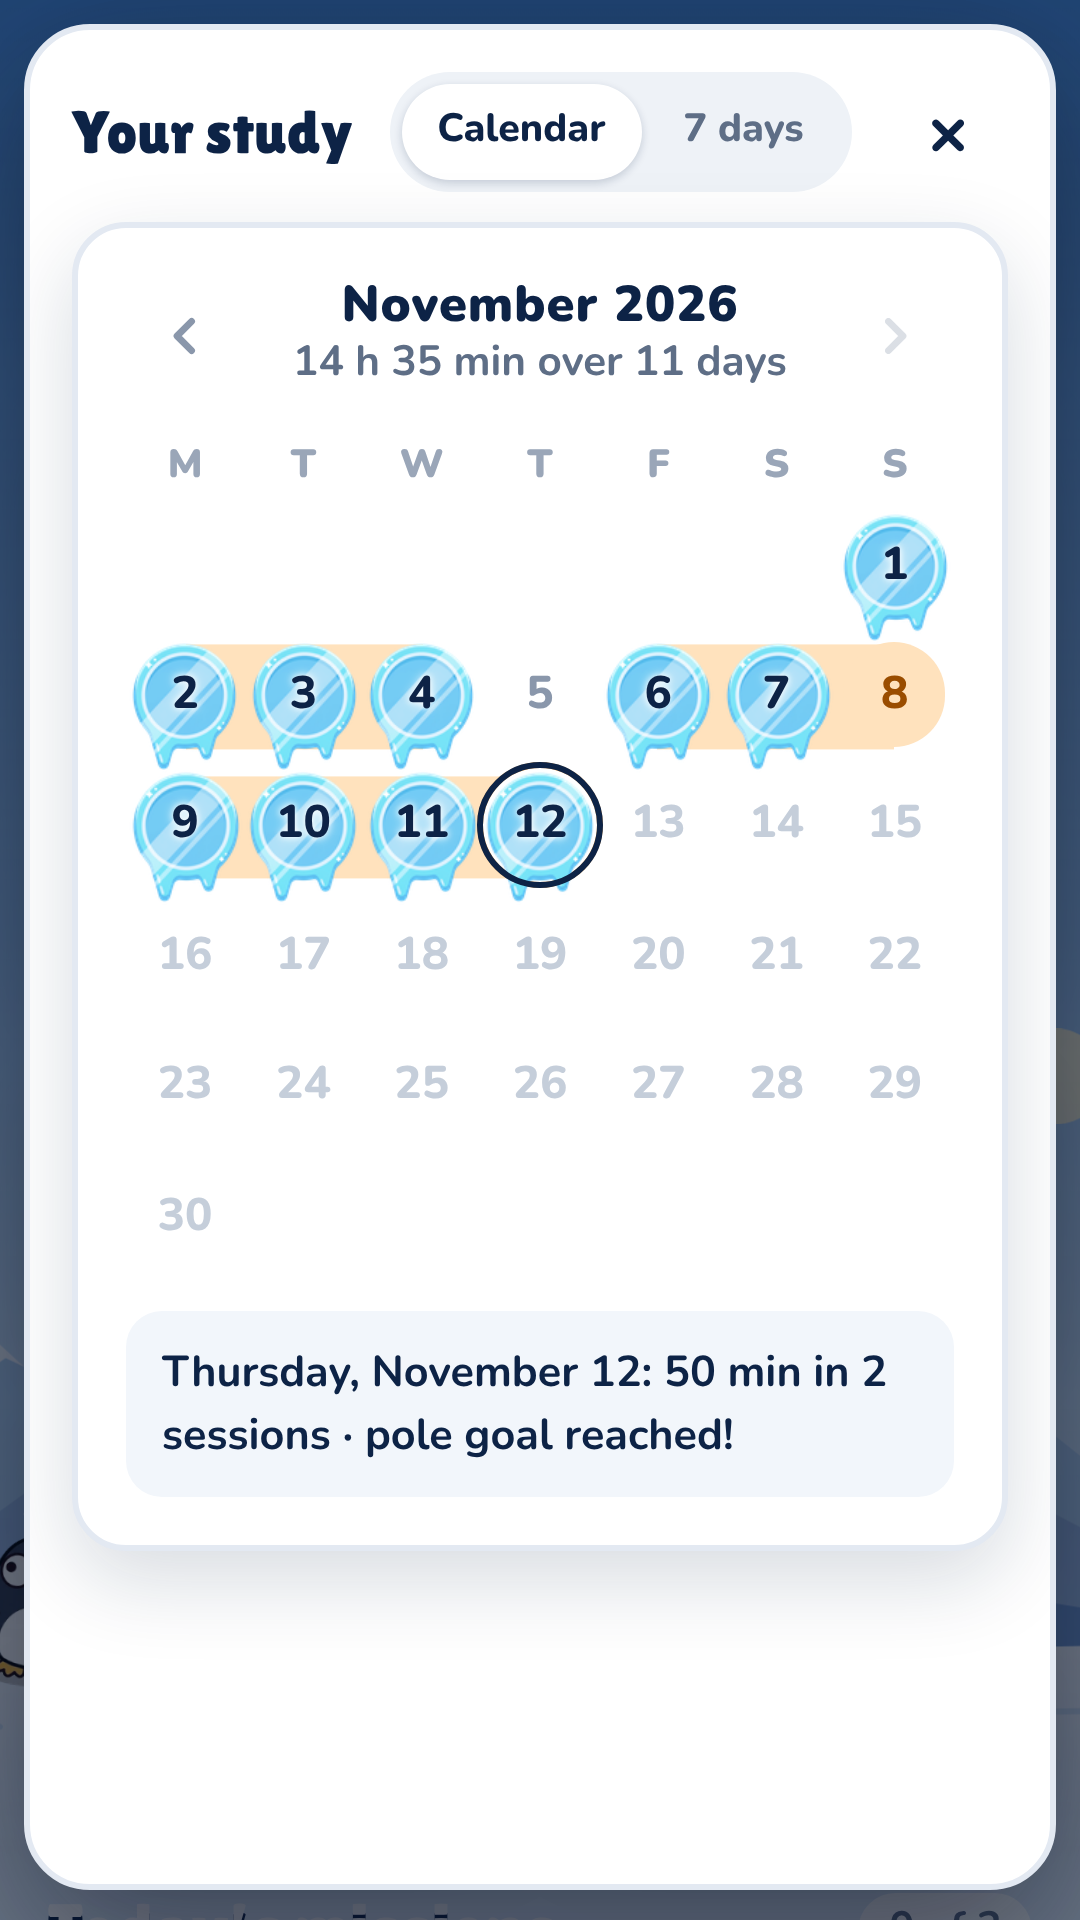 Your study
Calendar
7 days
November 2026
14 h 35 min over 11 days
M T W T F S S
1
2 3 4 5 6 7 8
9 10 11 12 13 14 15
16 17 18 19 20 21 22
23 24 25 26 27 28 29
30
Thursday, November 12: 50 min in 2
sessions · pole goal reached!